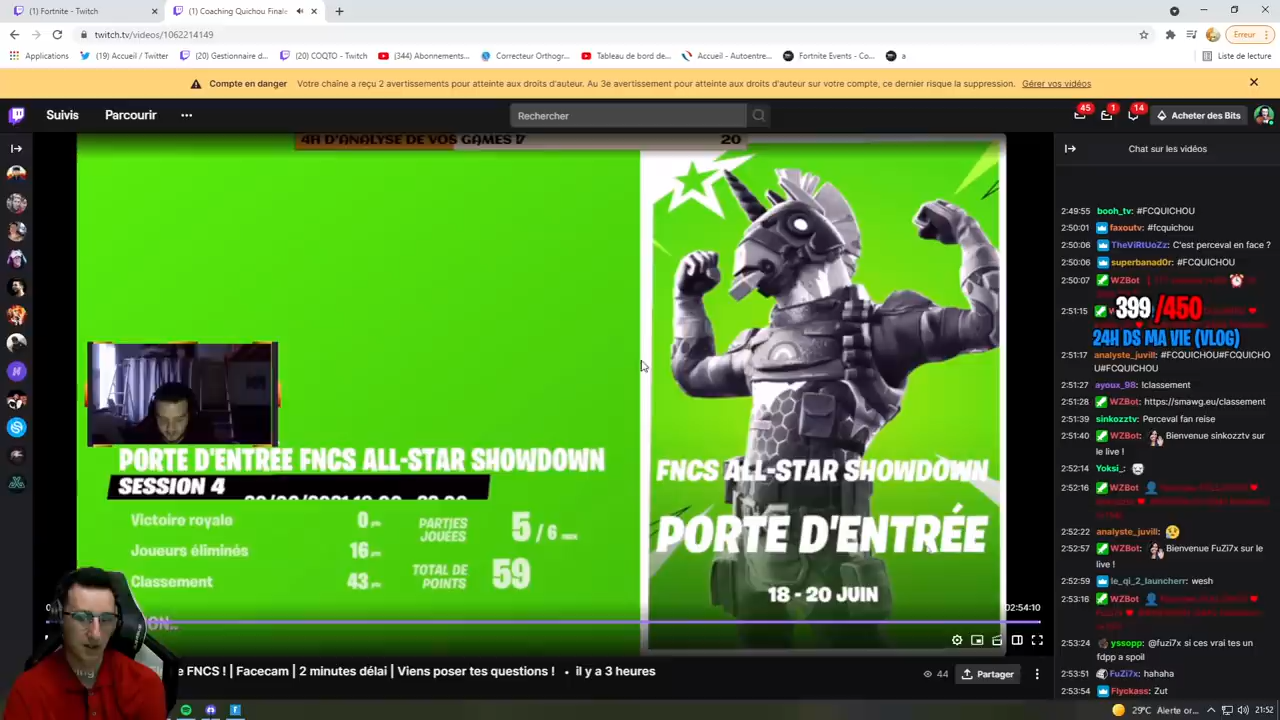 (1) Fortnite - Twitch
(1) Coaching Quichou Finale
twitch.tv/videos/1062214149
Erreur
Applications
(19) Accueil / Twitter
(20) Gestionnaire d...
(20) COQTO - Twitch
(344) Abonnements...
Correcteur Orthogr...
Tableau de bord de...
Accueil - Autoentre...
Fortnite Events - Co...
a
Liste de lecture
Compte en danger Votre chaîne a reçu 2 avertissements pour atteinte aux droits d'auteur. Au 3e avertissement pour atteinte aux droits d'auteur sur votre compte, ce dernier risque la suppression. Gérer vos vidéos
Suivis
Parcourir
Rechercher
45
1
14
Acheter des Bits
4H D'ANALYSE DE VOS GAMES
20
Chat sur les vidéos
PORTE D'ENTRÉE FNCS ALL-STAR SHOWDOWN
SESSION 4
Victoire royale 0
Joueurs éliminés 16
Classement 43
PARTIES JOUÉES 5 / 6
TOTAL DE POINTS 59
FNCS ALL-STAR SHOWDOWN
PORTE D'ENTRÉE
18 - 20 JUIN
02:54:10
e FNCS ! | Facecam | 2 minutes délai | Viens poser tes questions ! • il y a 3 heures
44
Partager
2:49:55 booh_tv: #FCQUICHOU
2:50:01 faxoutv: #fcquichou
2:50:06 TheViRtUoZz: C'est perceval en face ?
2:50:06 superbanad0r: #FCQUICHOU
2:50:07 WZBot
399 /450
24H DS MA VIE (VLOG)
2:51:15
2:51:17 analyste_juvill: #FCQUICHOU#FCQUICHO
U#FCQUICHOU
2:51:27 ayoux_98: !classement
2:51:28 WZBot: https://smawg.eu/classement
2:51:39 sinkozztv: Perceval fan reise
2:51:40 WZBot: Bienvenue sinkozztv sur
le live !
2:52:14 Yoksi_:
2:52:16 WZBot
2:52:22 analyste_juvill:
2:52:57 WZBot: Bienvenue FuZi7x sur le
live !
2:52:59 le_qi_2_launcherr: wesh
2:53:16 WZBot
2:53:24 yssopp: @fuzi7x si ces vrai tes un
fdpp a spoil
2:53:51 FuZi7x: hahaha
2:53:54 Flyckass: Zut
29°C Alerte or...
21:52